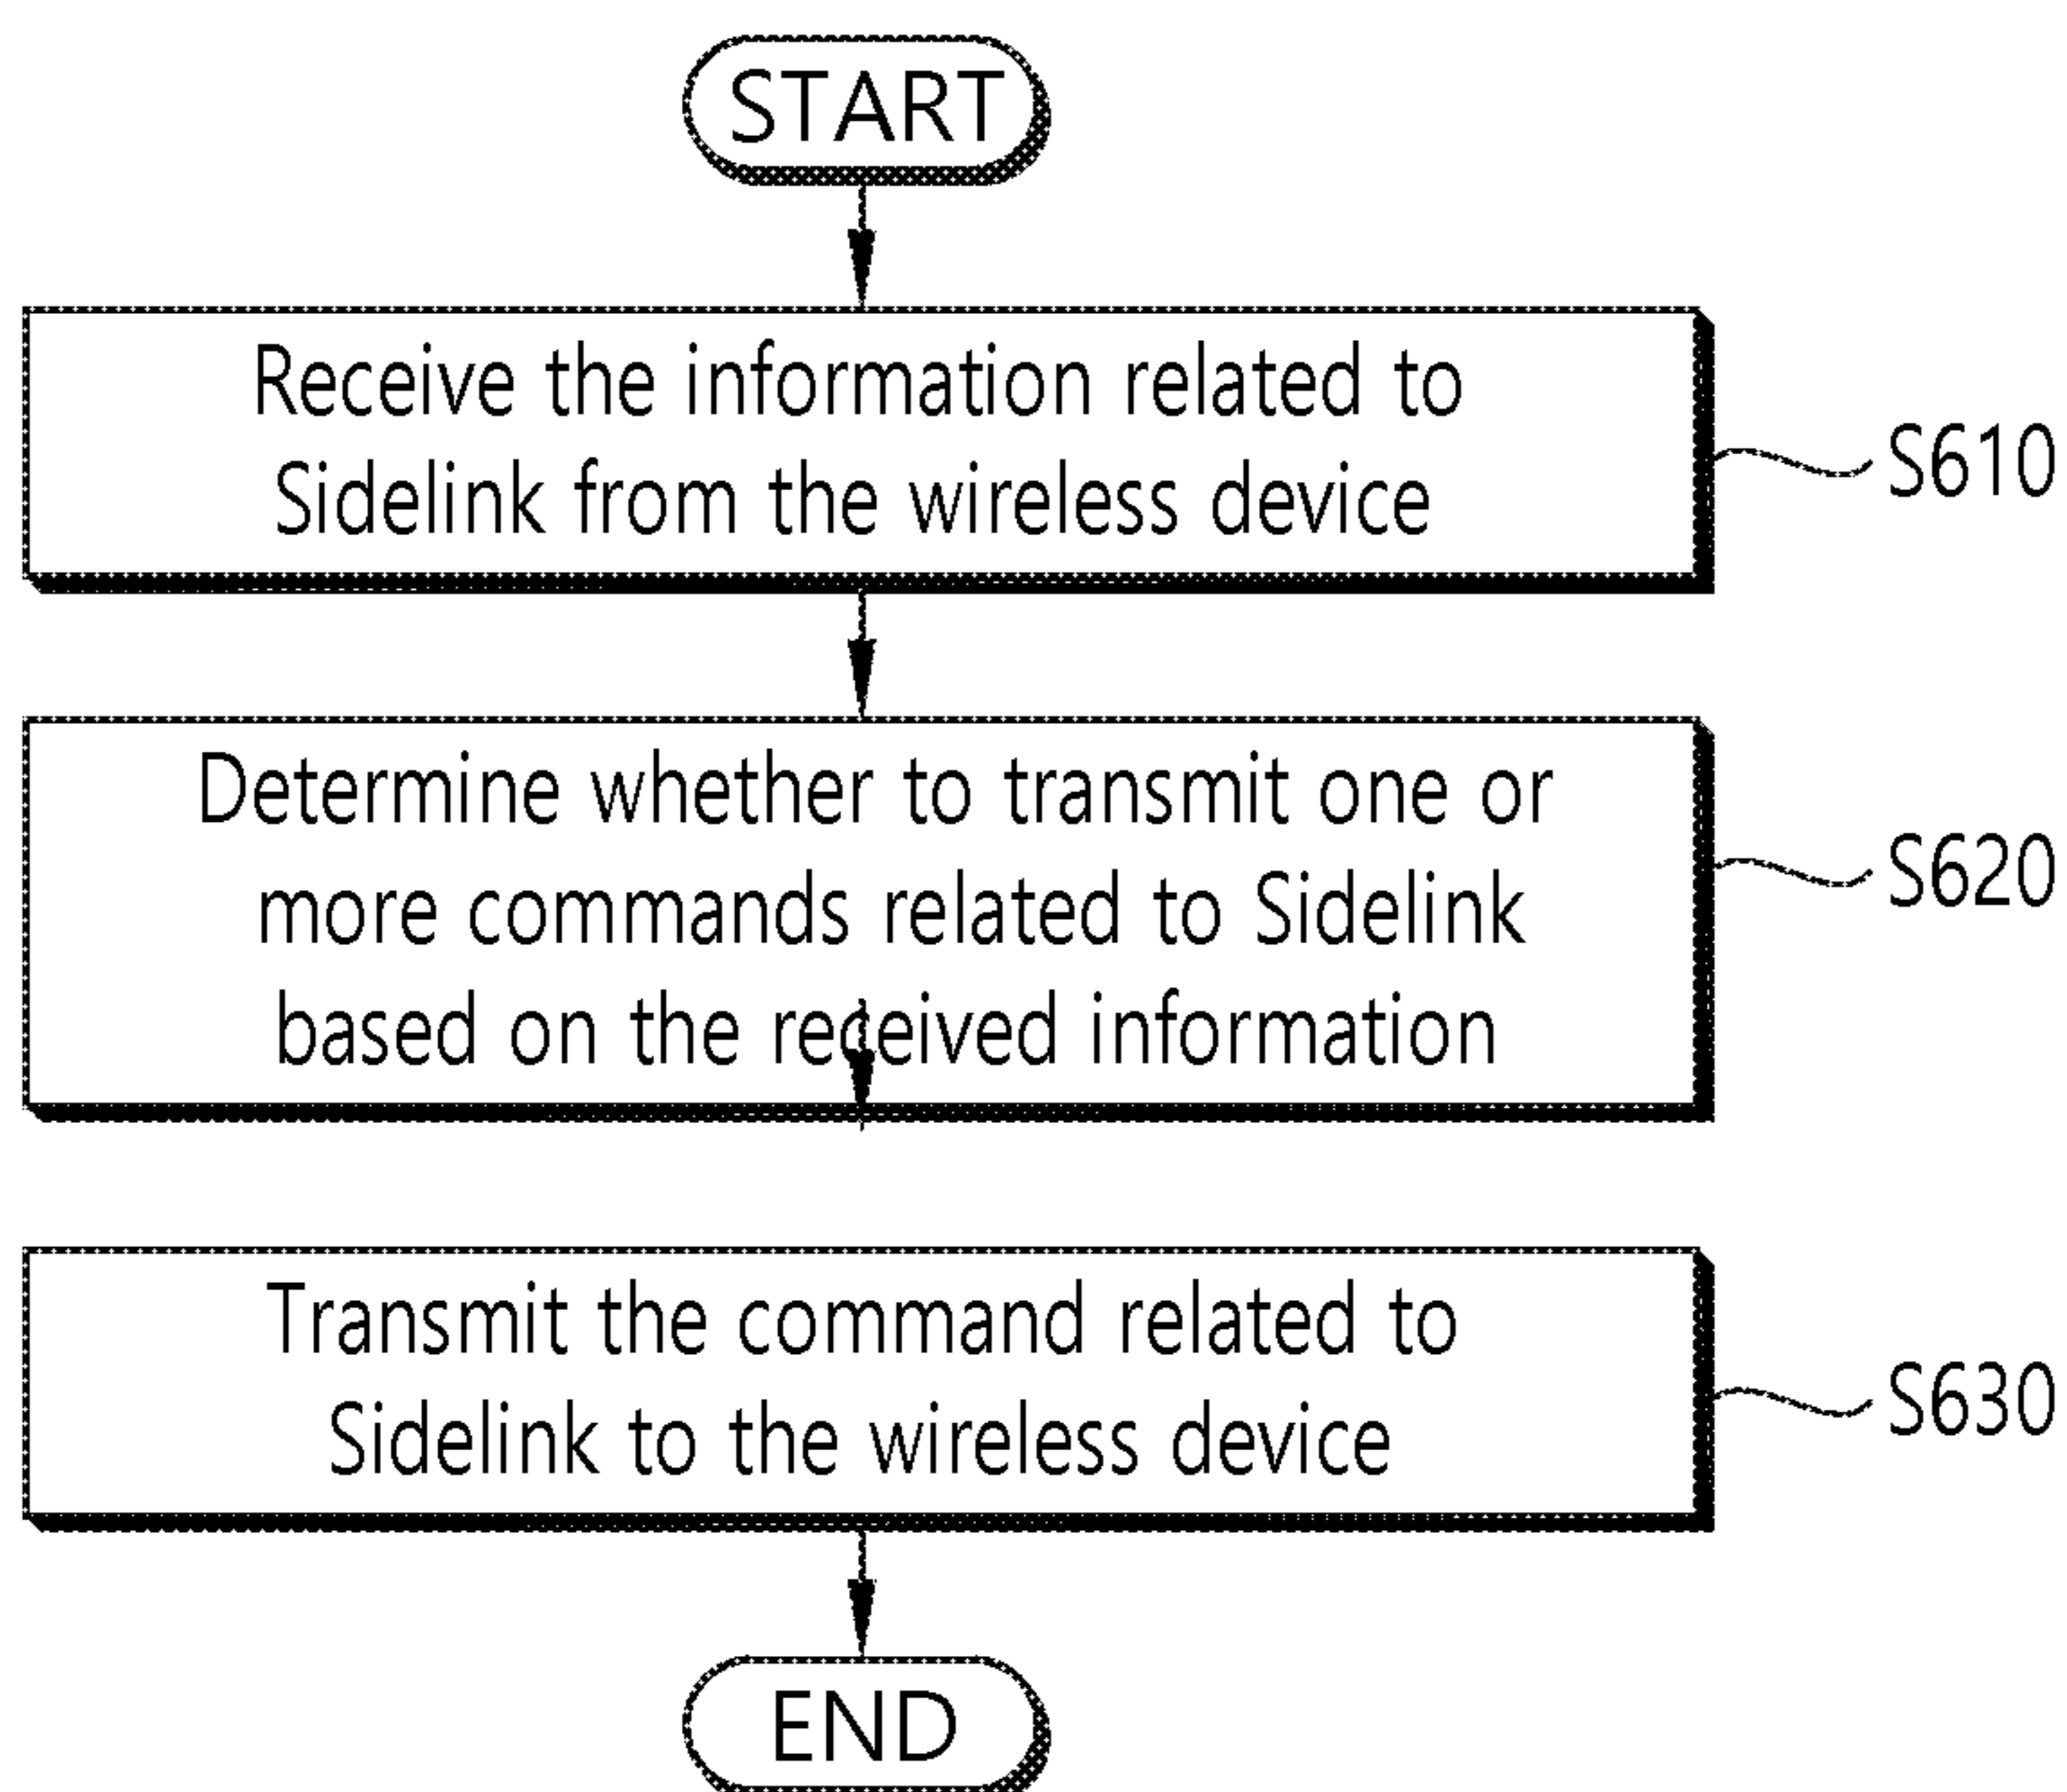 START
Receive the information related to
Sidelink from the wireless device
S610
Determine whether to transmit one or
more commands related to Sidelink
based on the received information
S620
Transmit the command related to
Sidelink to the wireless device
S630
END